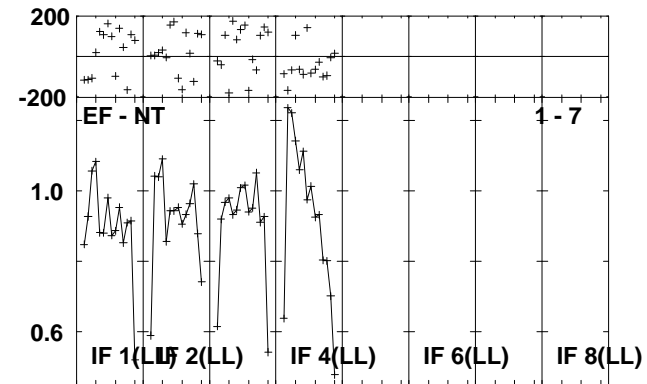 200
-200
EF - NT 1 - 7
1.0
0.6
IF 1(LL) IF 2(LL) IF 4(LL) IF 6(LL) IF 8(LL)